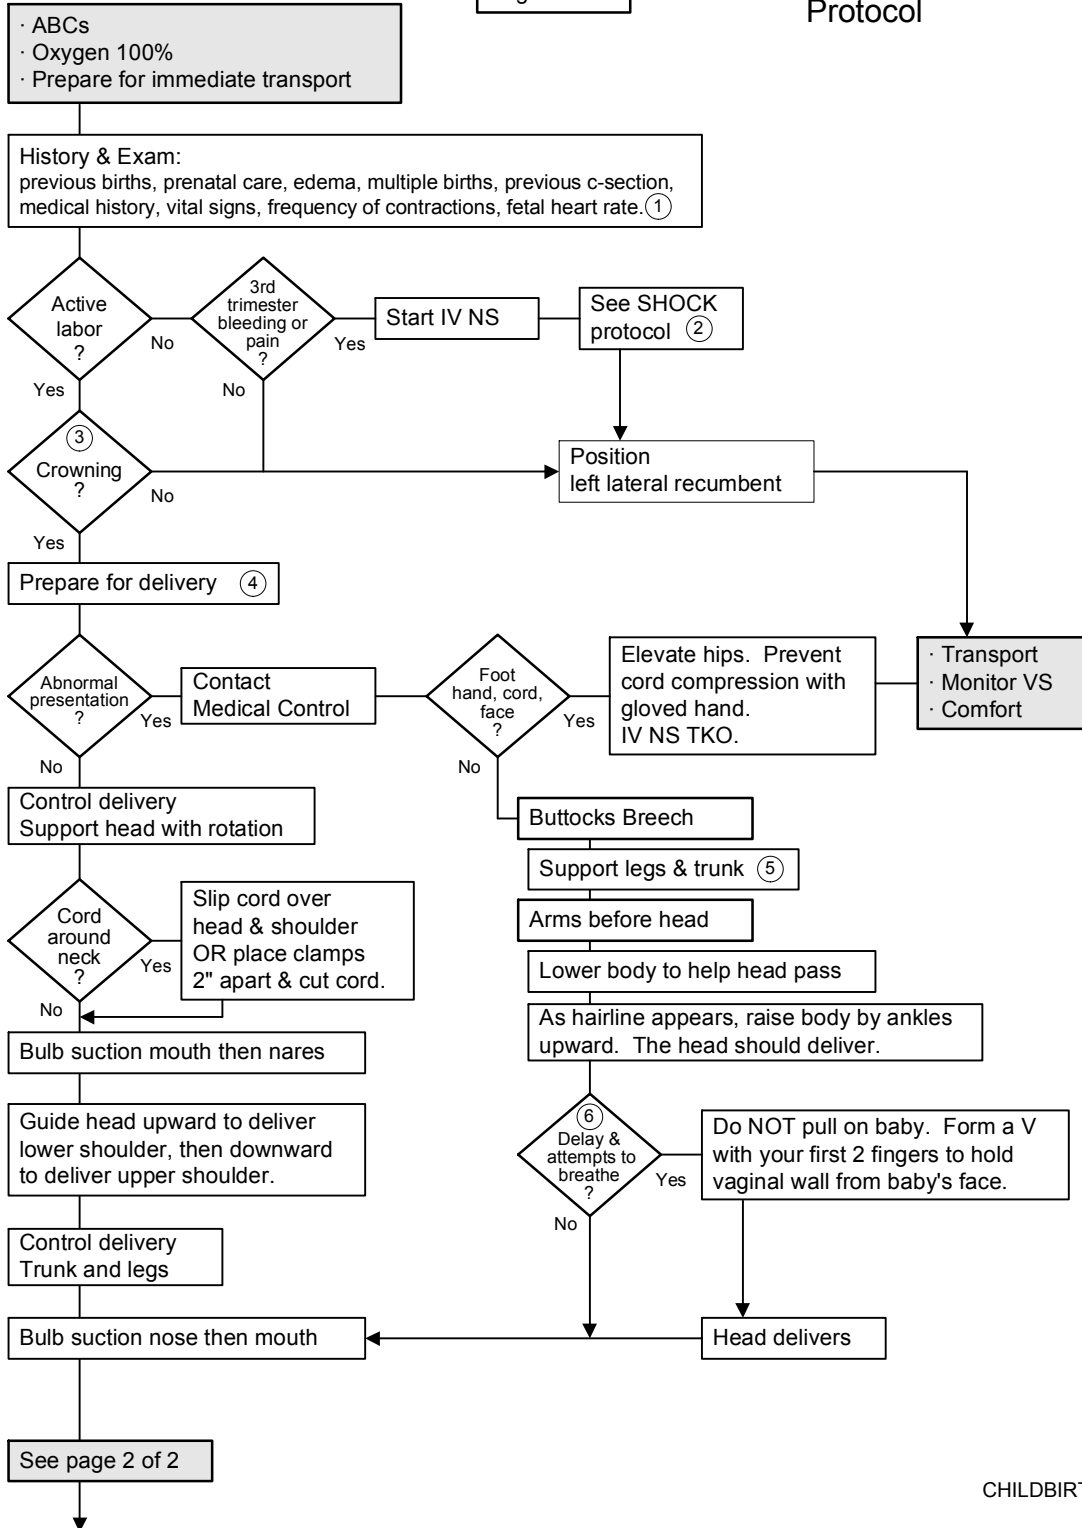 Protocol
· ABCs
· Oxygen 100%
· Prepare for immediate transport
History & Exam:
previous births, prenatal care, edema, multiple births, previous c-section,
medical history, vital signs, frequency of contractions, fetal heart rate. 1
Active
labor
?
No
Yes
3rd
trimester
bleeding or
pain
?
Yes
No
Start IV NS
See SHOCK
protocol 2
3
Crowning
?
No
Yes
Position
left lateral recumbent
Prepare for delivery 4
Abnormal
presentation
?
Yes
No
Contact
Medical Control
Foot
hand, cord,
face
?
Yes
No
Elevate hips. Prevent
cord compression with
gloved hand.
IV NS TKO.
· Transport
· Monitor VS
· Comfort
Control delivery
Support head with rotation
Buttocks Breech
Support legs & trunk 5
Arms before head
Lower body to help head pass
As hairline appears, raise body by ankles
upward. The head should deliver.
Cord
around
neck
?
Yes
No
Slip cord over
head & shoulder
OR place clamps
2" apart & cut cord.
Bulb suction mouth then nares
Guide head upward to deliver
lower shoulder, then downward
to deliver upper shoulder.
6
Delay &
attempts to
breathe
?
Yes
No
Do NOT pull on baby. Form a V
with your first 2 fingers to hold
vaginal wall from baby's face.
Control delivery
Trunk and legs
Bulb suction nose then mouth
Head delivers
See page 2 of 2
CHILDBIRT